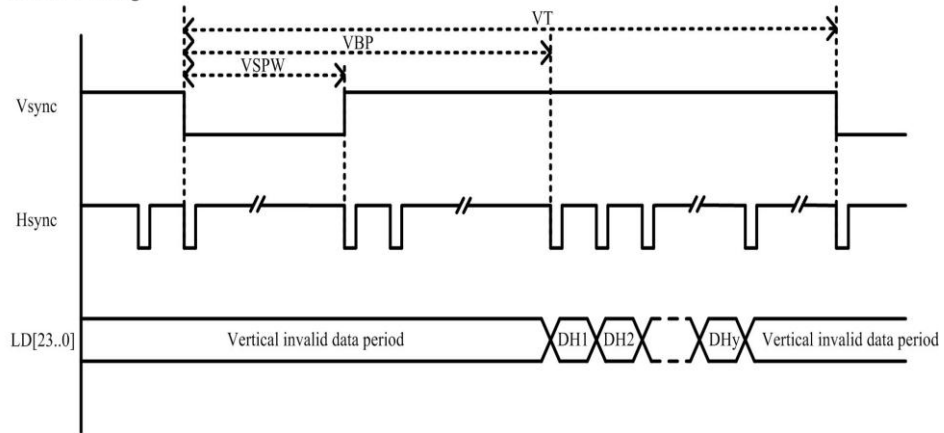 VT
VBP
VSPW
Vsync
Hsync
LD[23..0]
Vertical invalid data period
DH1
DH2
DHy
Vertical invalid data period